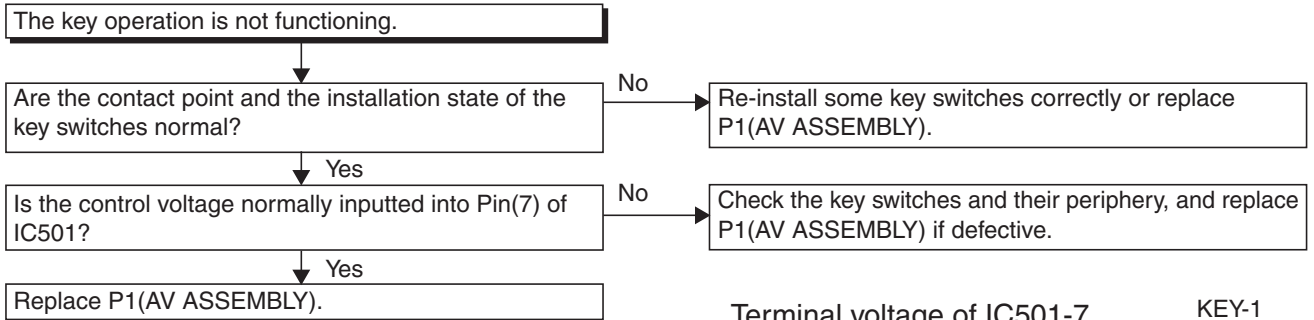 The key operation is not functioning.
Are the contact point and the installation state of the
key switches normal?
No
Re-install some key switches correctly or replace
P1(AV ASSEMBLY).
Yes
Is the control voltage normally inputted into Pin(7) of
IC501?
No
Check the key switches and their periphery, and replace
P1(AV ASSEMBLY) if defective.
Yes
Replace P1(AV ASSEMBLY).
Terminal voltage of IC501-7
KEY-1